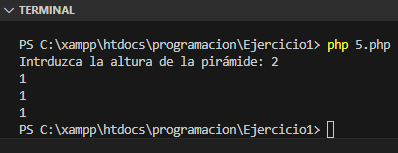 TERMINAL
PS C:\xampp\htdocs\programacion\Ejercicio1> php 5.php
Intrduzca la altura de la pirámide: 2
1
1
1
PS C:\xampp\htdocs\programacion\Ejercicio1>